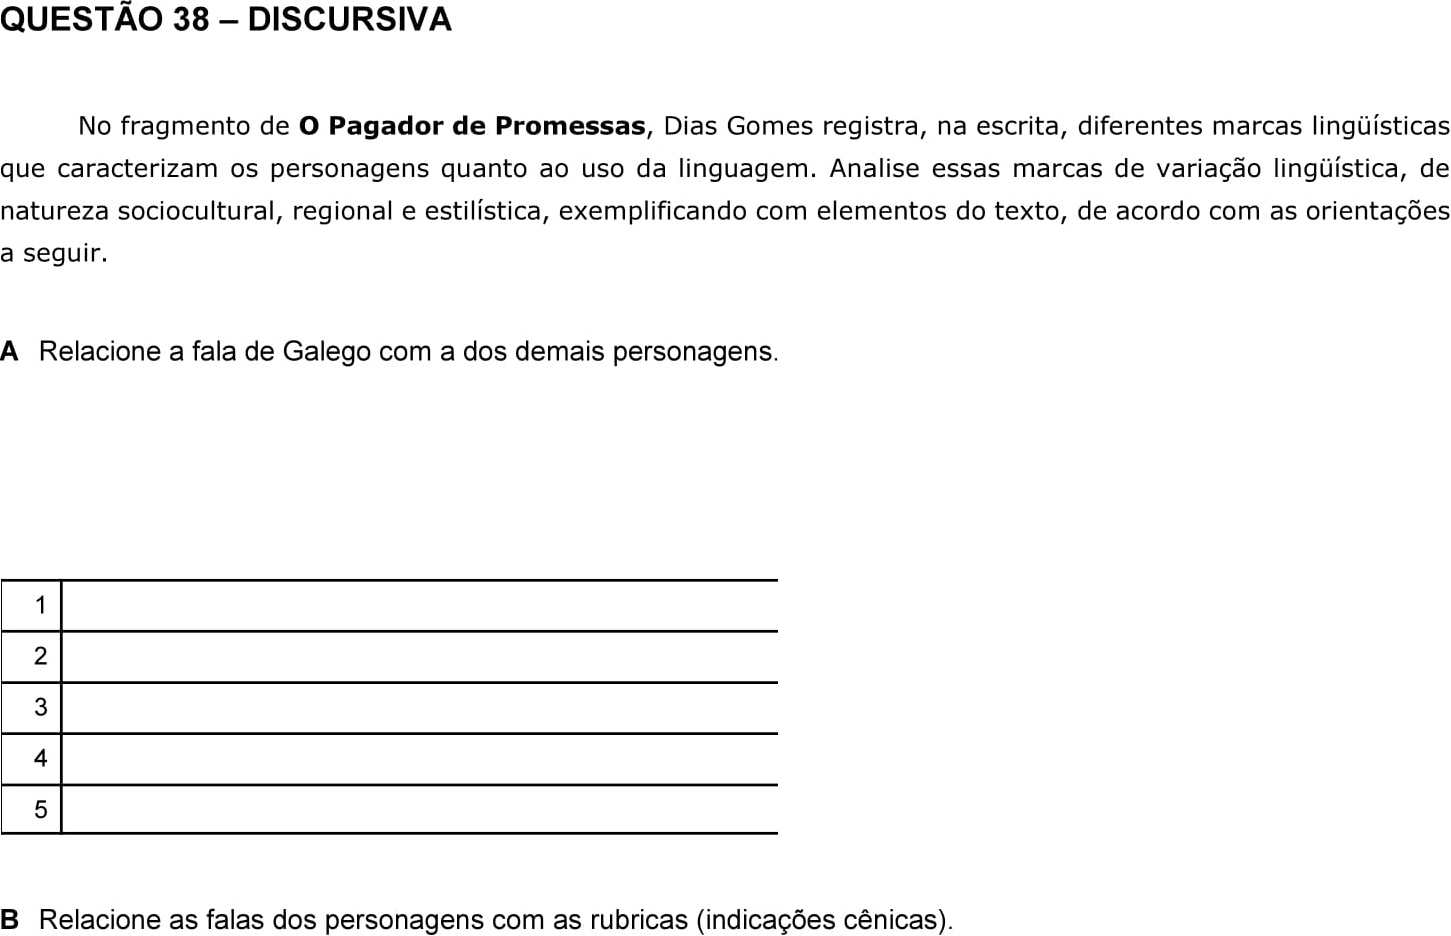 QUESTÃO 38 – DISCURSIVA
No fragmento de O Pagador de Promessas, Dias Gomes registra, na escrita, diferentes marcas lingüísticas
que caracterizam os personagens quanto ao uso da linguagem. Analise essas marcas de variação lingüística, de
natureza sociocultural, regional e estilística, exemplificando com elementos do texto, de acordo com as orientações
a seguir.
A Relacione a fala de Galego com a dos demais personagens.
1
2
3
4
5
B Relacione as falas dos personagens com as rubricas (indicações cênicas).